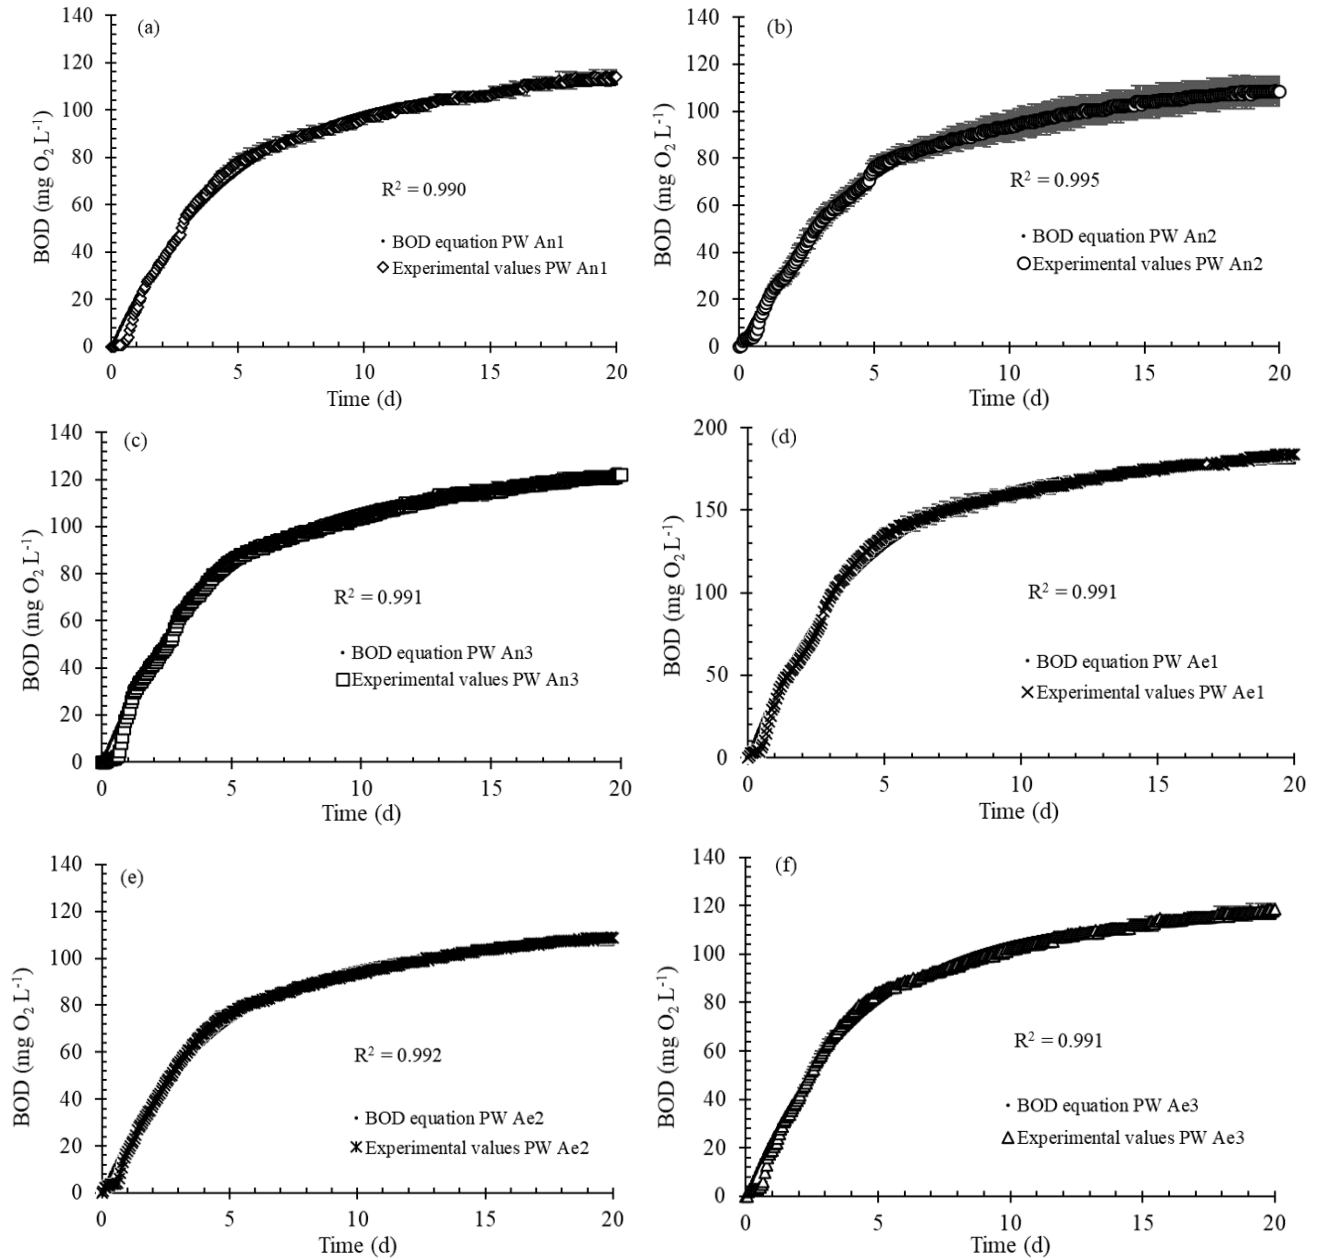 (a)
140
120
100
80
60
40
20
0
BOD (mg O₂ L⁻¹)
R² = 0.990
BOD equation PW An1
Experimental values PW An1
0 5 10 15 20
Time (d)
(b)
140
120
100
80
60
40
20
0
BOD (mg O₂ L⁻¹)
R² = 0.995
BOD equation PW An2
Experimental values PW An2
0 5 10 15 20
Time (d)
(c)
140
120
100
80
60
40
20
0
BOD (mg O₂ L⁻¹)
R² = 0.991
BOD equation PW An3
Experimental values PW An3
0 5 10 15 20
Time (d)
(d)
200
150
100
50
0
BOD (mg O₂ L⁻¹)
R² = 0.991
BOD equation PW Ae1
Experimental values PW Ae1
0 5 10 15 20
Time (d)
(e)
140
120
100
80
60
40
20
0
BOD (mg O₂ L⁻¹)
R² = 0.992
BOD equation PW Ae2
Experimental values PW Ae2
0 5 10 15 20
Time (d)
(f)
140
120
100
80
60
40
20
0
BOD (mg O₂ L⁻¹)
R² = 0.991
BOD equation PW Ae3
Experimental values PW Ae3
0 5 10 15 20
Time (d)